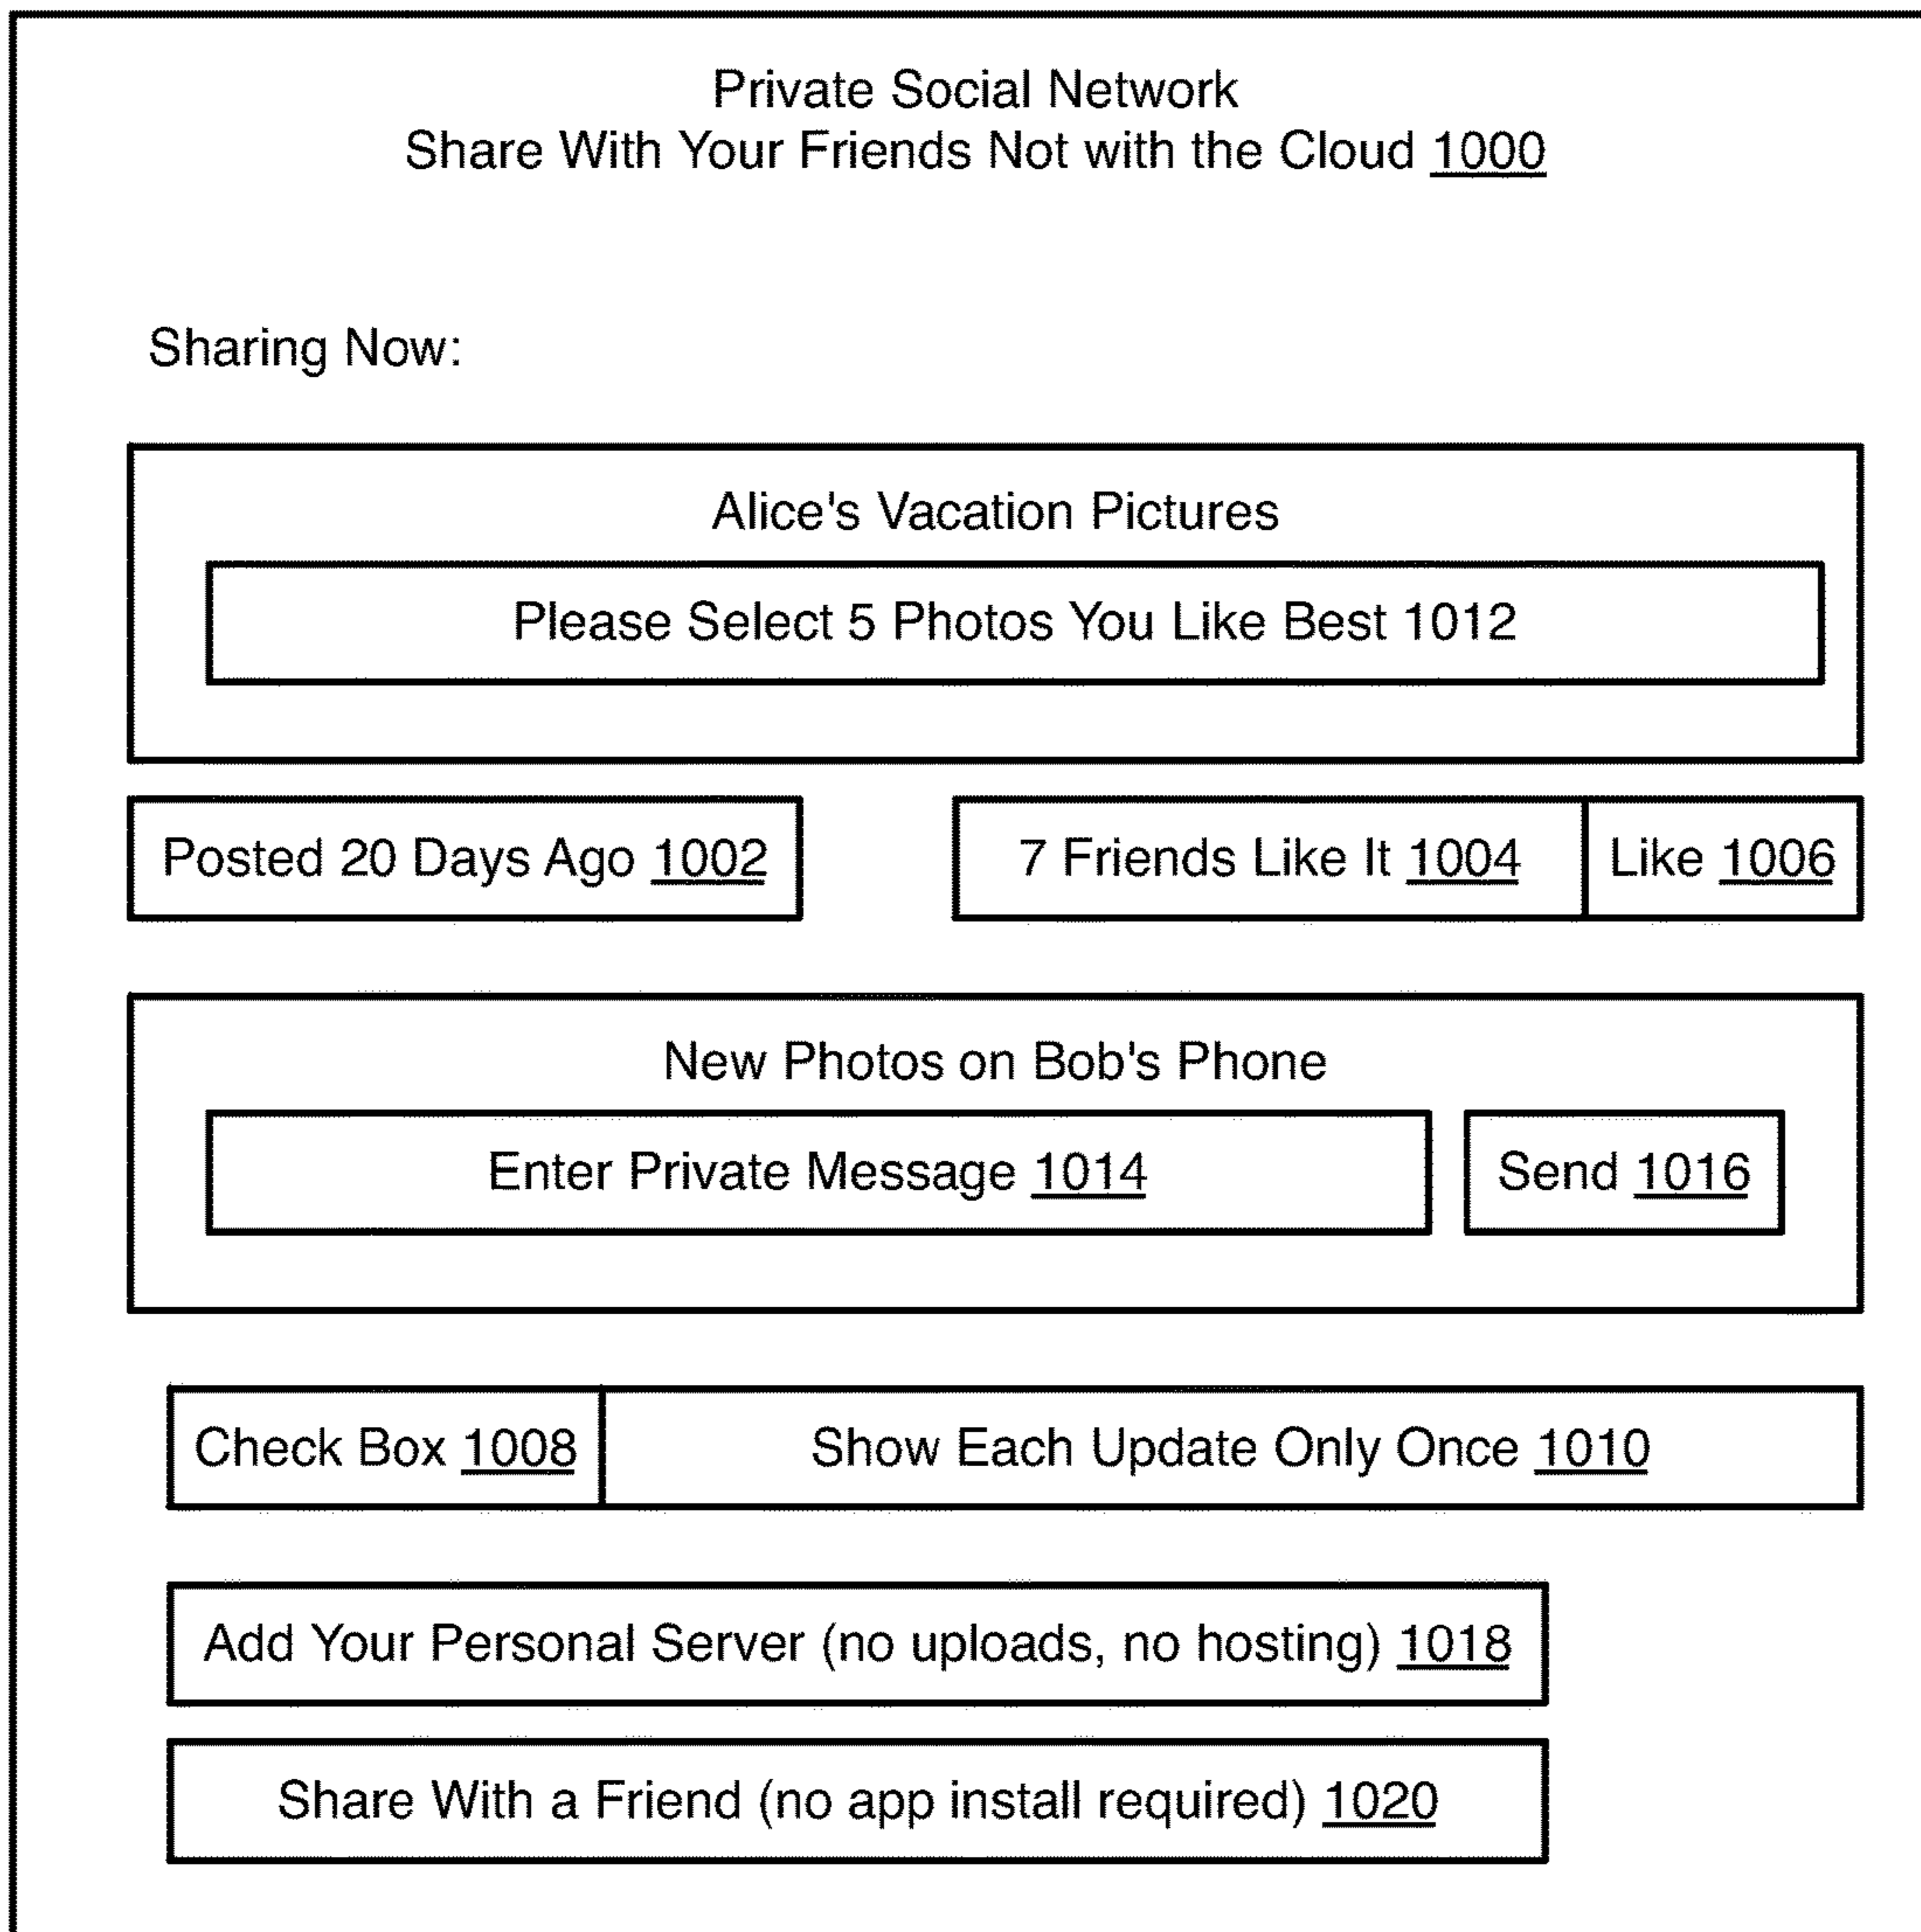 Private Social Network
Share With Your Friends Not with the Cloud 1000
Sharing Now:
Alice's Vacation Pictures
Please Select 5 Photos You Like Best 1012
Posted 20 Days Ago 1002
7 Friends Like It 1004
Like 1006
New Photos on Bob's Phone
Enter Private Message 1014
Send 1016
Check Box 1008
Show Each Update Only Once 1010
Add Your Personal Server (no uploads, no hosting) 1018
Share With a Friend (no app install required) 1020